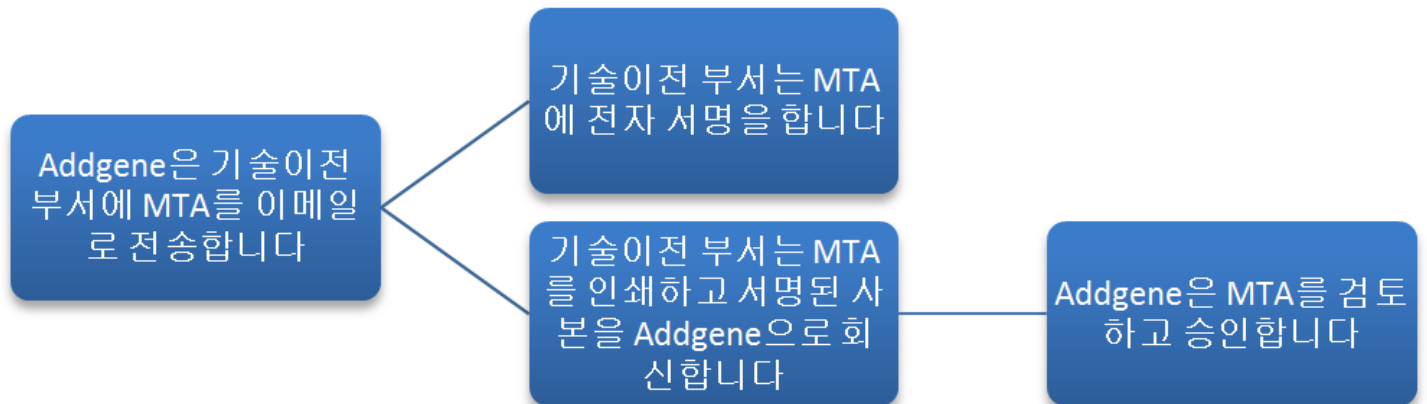 Addgene은 기술이전
부서에 MTA를 이메일
로 전송합니다
기술이전 부서는 MTA
에 전자 서명을 합니다
기술이전 부서는 MTA
를 인쇄하고 서명된 사
본을 Addgene으로 회
신합니다
Addgene은 MTA를 검토
하고 승인합니다